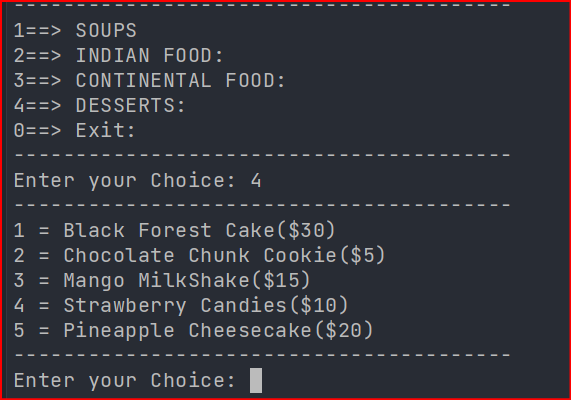 ----------------------------------------
1==> SOUPS
2==> INDIAN FOOD:
3==> CONTINENTAL FOOD:
4==> DESSERTS:
0==> Exit:
----------------------------------------
Enter your Choice: 4
----------------------------------------
1 = Black Forest Cake($30)
2 = Chocolate Chunk Cookie($5)
3 = Mango MilkShake($15)
4 = Strawberry Candies($10)
5 = Pineapple Cheesecake($20)
----------------------------------------
Enter your Choice: